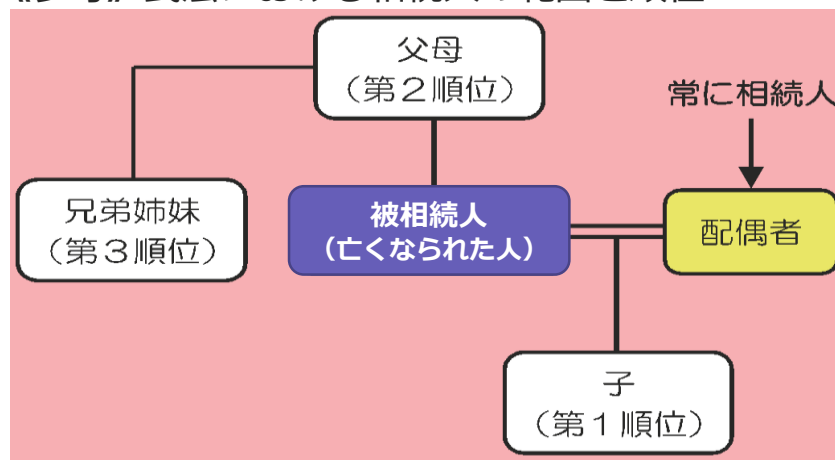 父母
（第２順位）
常に相続人
兄弟姉妹
（第３順位）
被相続人
（亡くなられた人）
配偶者
子
（第１順位）